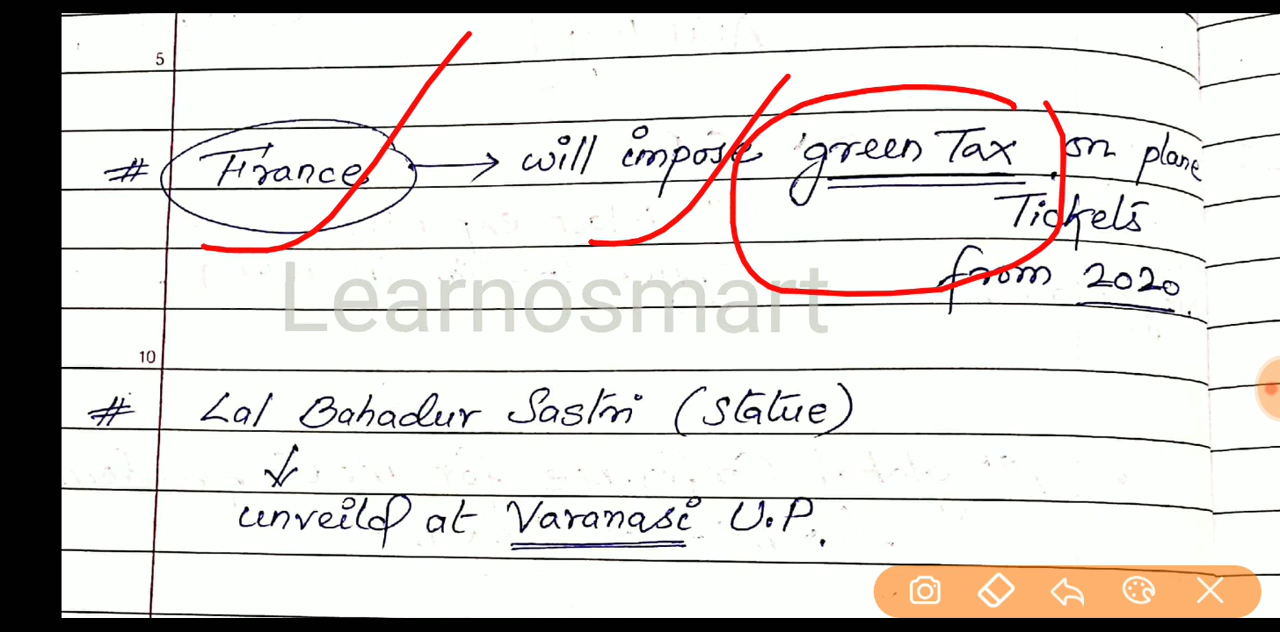 5
# France → will impose green Tax on plane
Tickets
from 2020.
Learnosmart
10
# Lal Bahadur Sastri (statue)
↓
unveild at Varanasi U.P.